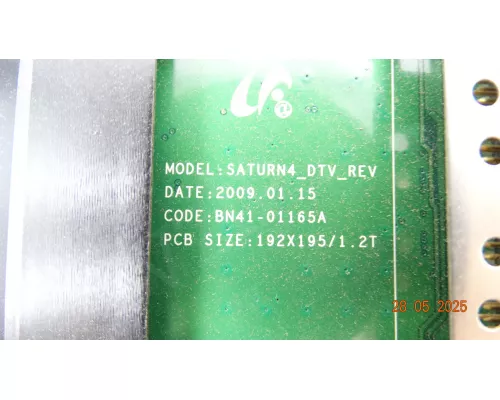 MODEL:SATURN4_DTV_REV
DATE:2009.01.15
CODE:BN41-01165A
PCB SIZE:192X195/1.2T
28 05 2025